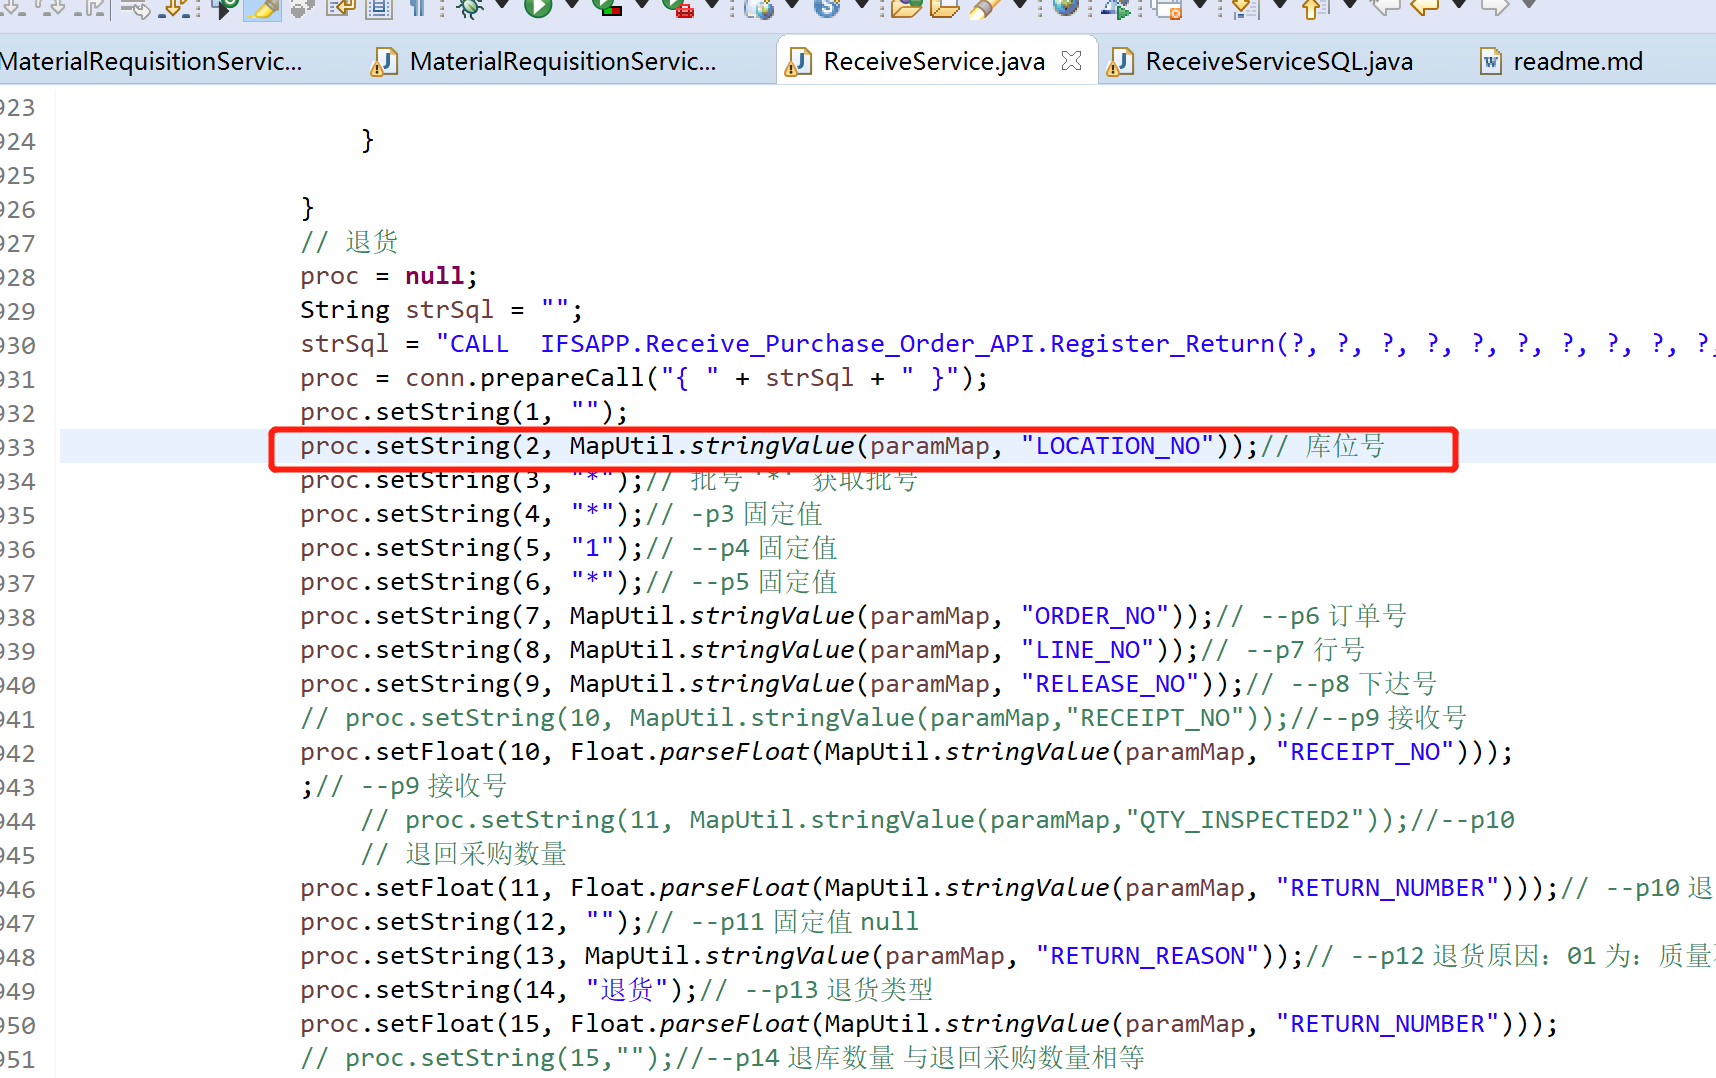 MaterialRequisitionServic...
MaterialRequisitionServic...
ReceiveService.java
ReceiveServiceSQL.java
readme.md
923
924 }
925
926 }
927 // 退货
928 proc = null;
929 String strSql = "";
930 strSql = "CALL  IFSAPP.Receive_Purchase_Order_API.Register_Return(?, ?, ?, ?, ?, ?, ?, ?, ?, ?,
931 proc = conn.prepareCall("{ " + strSql + " }");
932 proc.setString(1, "");
933 proc.setString(2, MapUtil.stringValue(paramMap, "LOCATION_NO"));// 库位号
934 proc.setString(3, "*");// 批号 '*' 获取批号
935 proc.setString(4, "*");// -p3 固定值
936 proc.setString(5, "1");// --p4 固定值
937 proc.setString(6, "*");// --p5 固定值
938 proc.setString(7, MapUtil.stringValue(paramMap, "ORDER_NO"));// --p6 订单号
939 proc.setString(8, MapUtil.stringValue(paramMap, "LINE_NO"));// --p7 行号
940 proc.setString(9, MapUtil.stringValue(paramMap, "RELEASE_NO"));// --p8 下达号
941 // proc.setString(10, MapUtil.stringValue(paramMap,"RECEIPT_NO"));//--p9 接收号
942 proc.setFloat(10, Float.parseFloat(MapUtil.stringValue(paramMap, "RECEIPT_NO")));
943 ;// --p9 接收号
944 // proc.setString(11, MapUtil.stringValue(paramMap,"QTY_INSPECTED2"));//--p10
945 // 退回采购数量
946 proc.setFloat(11, Float.parseFloat(MapUtil.stringValue(paramMap, "RETURN_NUMBER")));// --p10 退
947 proc.setString(12, "");// --p11 固定值 null
948 proc.setString(13, MapUtil.stringValue(paramMap, "RETURN_REASON"));// --p12 退货原因：01 为：质量
949 proc.setString(14, "退货");// --p13 退货类型
950 proc.setFloat(15, Float.parseFloat(MapUtil.stringValue(paramMap, "RETURN_NUMBER")));
951 // proc.setString(15,"");//--p14 退库数量 与退回采购数量相等